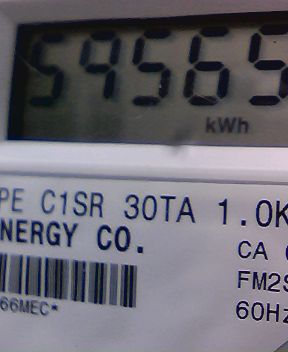 59565
kWh
PE C1SR 30TA 1.0K
NERGY CO.
CA
FM2S
60Hz
66MEC*